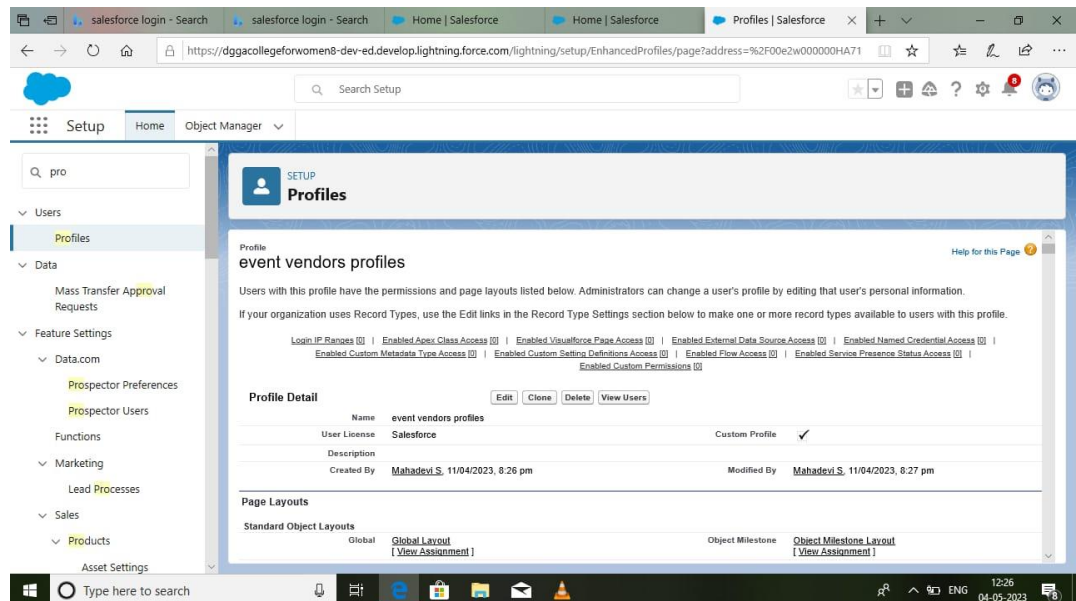 salesforce login - Search
salesforce login - Search
Home | Salesforce
Home | Salesforce
Profiles | Salesforce
https://dggacollegeforwomen8-dev-ed.develop.lightning.force.com/lightning/setup/EnhancedProfiles/page?address=%2F00e2w000000HA71
Search Setup
8
Setup Home Object Manager
pro
Users
Profiles
Data
Mass Transfer Approval
Requests
Feature Settings
Data.com
Prospector Preferences
Prospector Users
Functions
Marketing
Lead Processes
Sales
Products
Asset Settings
SETUP
Profiles
Profile
event vendors profiles
Help for this Page
Users with this profile have the permissions and page layouts listed below. Administrators can change a user's profile by editing that user's personal information.
If your organization uses Record Types, use the Edit links in the Record Type Settings section below to make one or more record types available to users with this profile.
Login IP Ranges [0] | Enabled Apex Class Access [0] | Enabled Visualforce Page Access [0] | Enabled External Data Source Access [0] | Enabled Named Credential Access [0] |
Enabled Custom Metadata Type Access [0] | Enabled Custom Setting Definitions Access [0] | Enabled Flow Access [0] | Enabled Service Presence Status Access [0] |
Enabled Custom Permissions [0]
Profile Detail Edit Clone Delete View Users
Name event vendors profiles
User License Salesforce Custom Profile ✓
Description
Created By Mahadevi S, 11/04/2023, 8:26 pm Modified By Mahadevi S, 11/04/2023, 8:27 pm
Page Layouts
Standard Object Layouts
Global Global Layout Object Milestone Object Milestone Layout
[ View Assignment ] [ View Assignment ]
Type here to search
ENG
12:26
04-05-2023
8